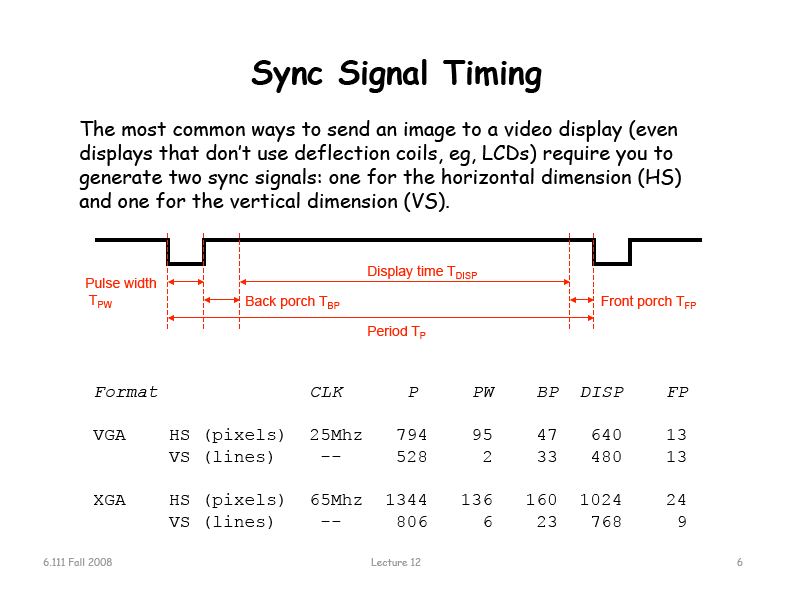 Sync Signal Timing
The most common ways to send an image to a video display (even
displays that don't use deflection coils, eg, LCDs) require you to
generate two sync signals: one for the horizontal dimension (HS)
and one for the vertical dimension (VS).
Display time TDISP
Pulse width
TPW
Back porch TBP
Front porch TFP
Period TP
Format CLK P PW BP DISP FP
VGA HS (pixels) 25Mhz 794 95 47 640 13
VS (lines) -- 528 2 33 480 13
XGA HS (pixels) 65Mhz 1344 136 160 1024 24
VS (lines) -- 806 6 23 768 9
6.111 Fall 2008 Lecture 12 6